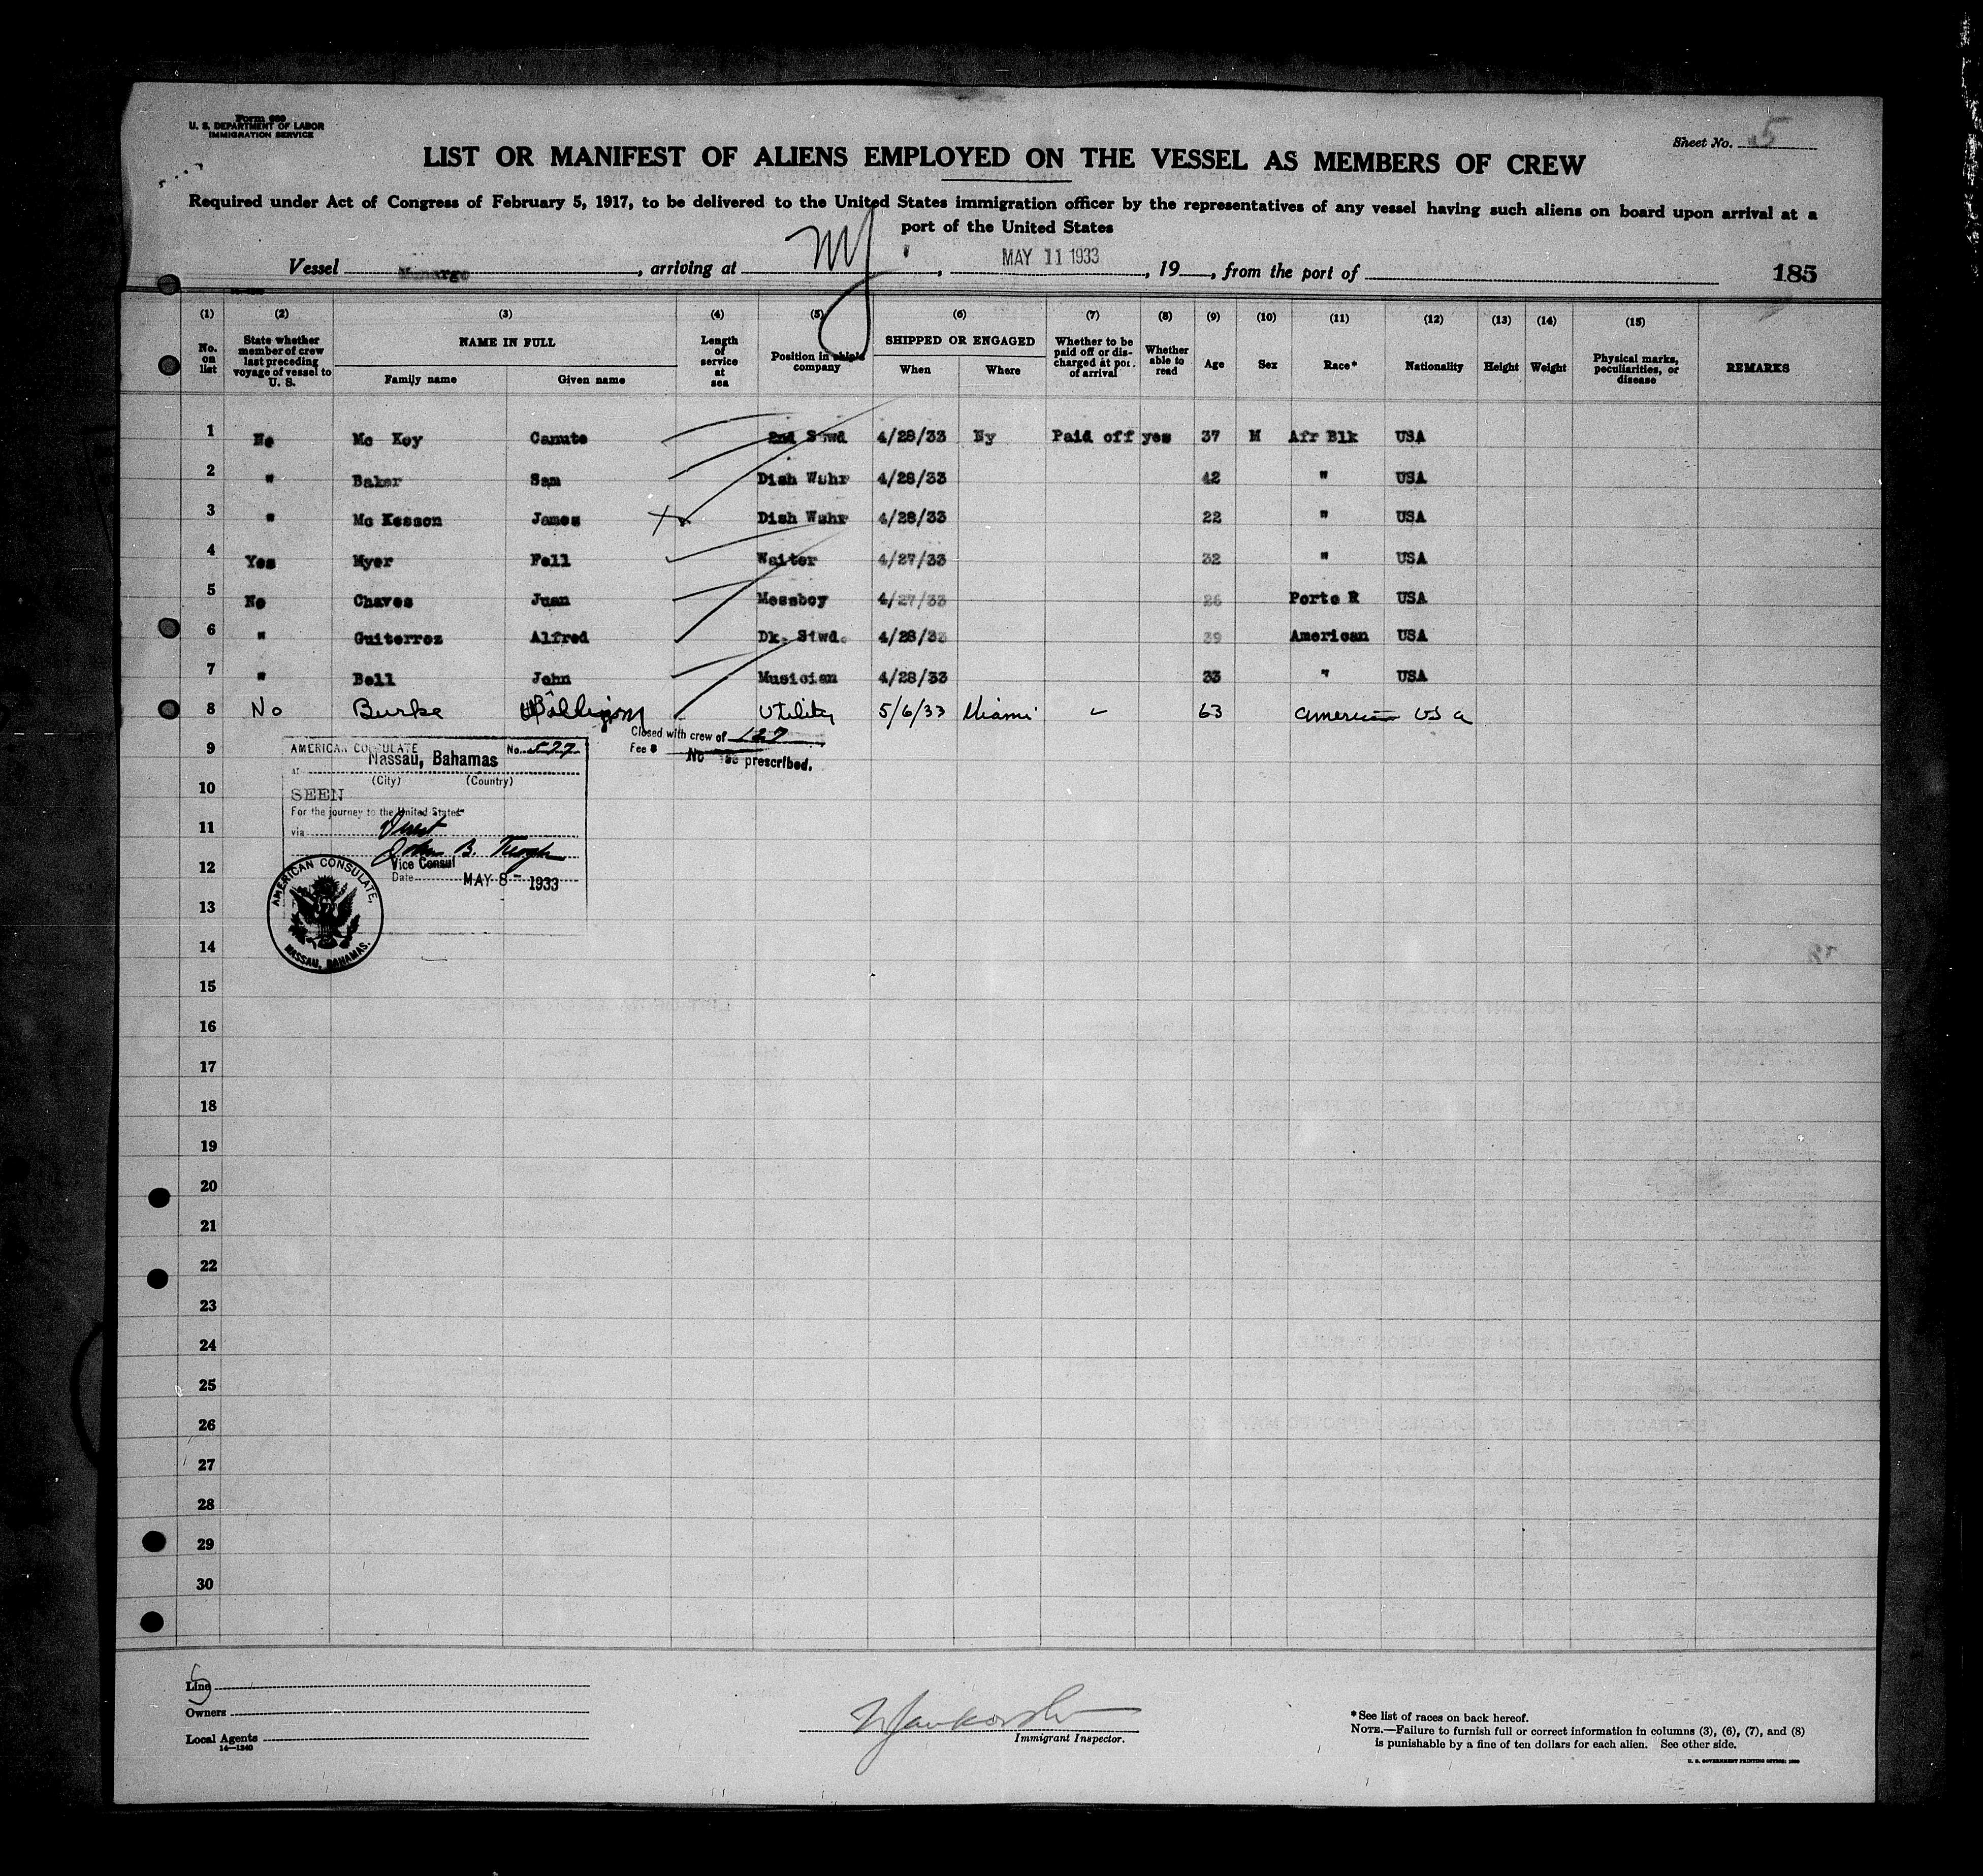 Form 680
U. S. DEPARTMENT OF LABOR
IMMIGRATION SERVICE
Sheet No. 5
LIST OR MANIFEST OF ALIENS EMPLOYED ON THE VESSEL AS MEMBERS OF CREW
Required under Act of Congress of February 5, 1917, to be delivered to the United States immigration officer by the representatives of any vessel having such aliens on board upon arrival at a
port of the United States
Vessel Munargo, arriving at NY, MAY 11 1933, 19__, from the port of
185
(1) (2) (3) (4) (5) (6) (7) (8) (9) (10) (11) (12) (13) (14) (15)
No. on list
State whether member of crew last preceding voyage of vessel to U. S.
NAME IN FULL
Family name Given name
Length of service at sea
Position in ship's company
SHIPPED OR ENGAGED
When Where
Whether to be paid off or discharged at port of arrival
Whether able to read
Age
Sex
Race*
Nationality
Height
Weight
Physical marks, peculiarities, or disease
REMARKS
1 No Mc Koy Canute 2nd Stwd 4/28/33 Ny Paid off yes 37 M Afr Blk USA
2 " Baker Sam Dish Wshr 4/28/33 42 " USA
3 " Mc Kesson James Dish Wshr 4/28/33 22 " USA
4 Yes Myer Fell Waiter 4/27/33 32 " USA
5 No Chaves Juan Messboy 4/27/33 26 Porto R USA
6 " Guiterrez Alfred Dk. Stwd. 4/28/33 39 American USA
7 " Bell John Musician 4/28/33 33 " USA
8 No Burke Utility 5/6/33 Miami 63 American USA
Closed with crew of 127
Fee $
No fee prescribed.
9
10
11
12
13
14
15
16
17
18
19
20
21
22
23
24
25
26
27
28
29
30
AMERICAN CONSULATE No. 577
AT Nassau, Bahamas
(City) (Country)
SEEN
For the journey to the United States
via Direct
John B.
Vice Consul
Date MAY 8 - 1933
AMERICAN CONSULATE,
NASSAU, BAHAMAS.
Line
Owners
Local Agents
14—1240
Immigrant Inspector.
*See list of races on back hereof.
NOTE.—Failure to furnish full or correct information in columns (3), (6), (7), and (8)
is punishable by a fine of ten dollars for each alien. See other side.